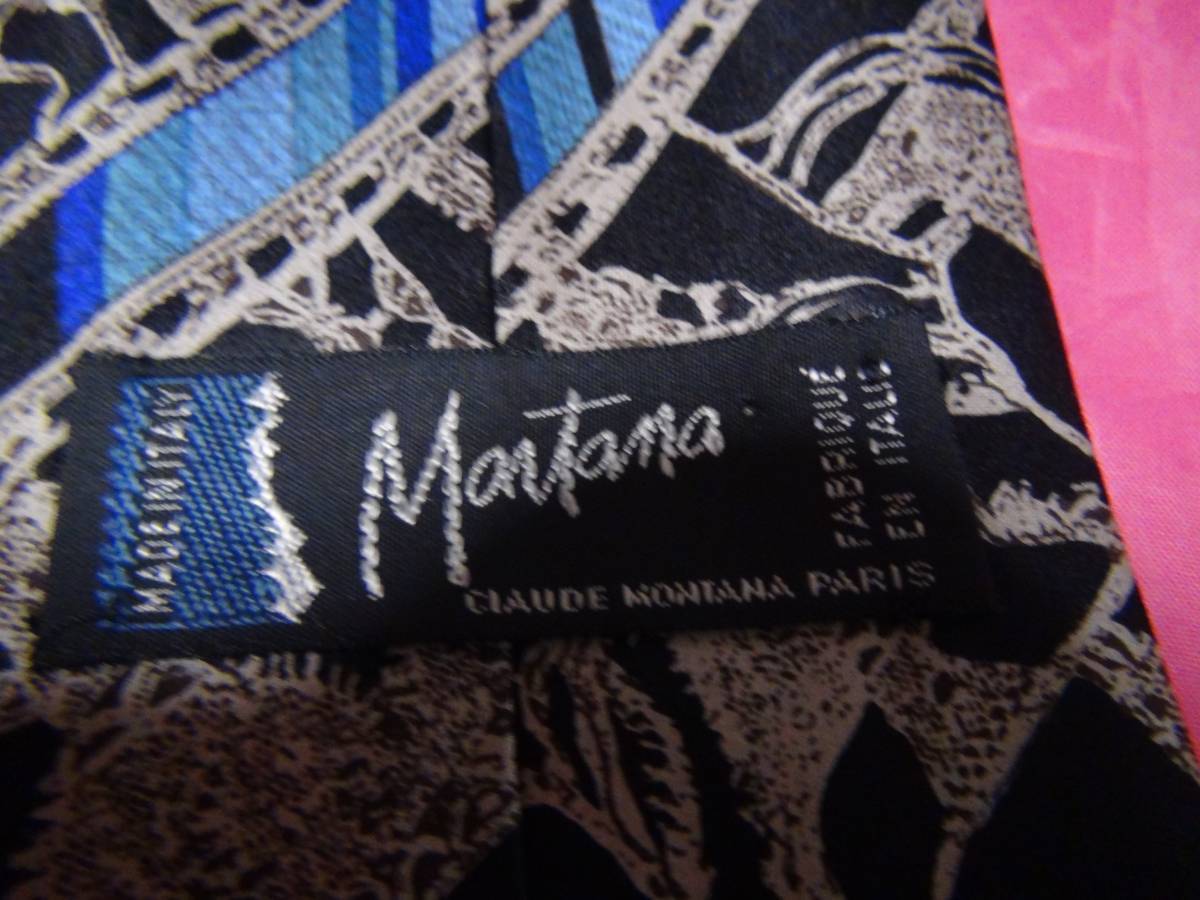 MADE IN ITALY
Montana
FABRIQUÉ
EN ITALIE
CLAUDE MONTANA PARIS